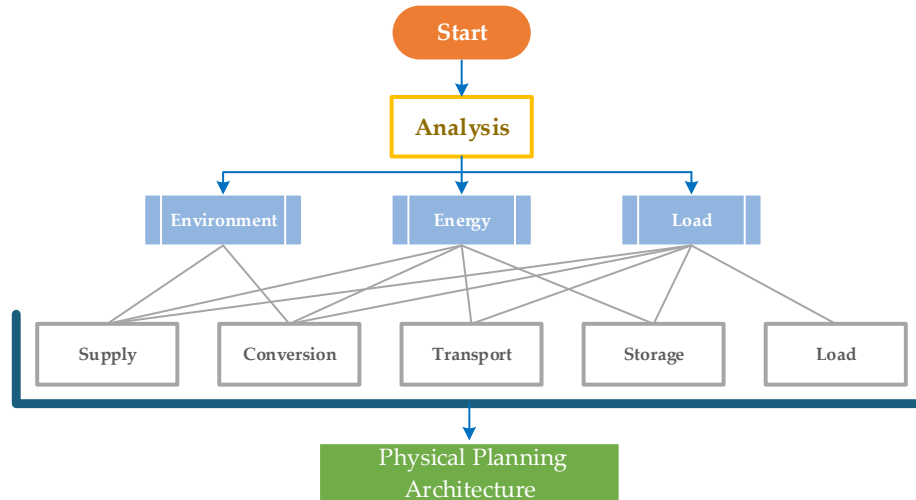 Start
Analysis
Environment
Energy
Load
Supply
Conversion
Transport
Storage
Load
Physical Planning
Architecture